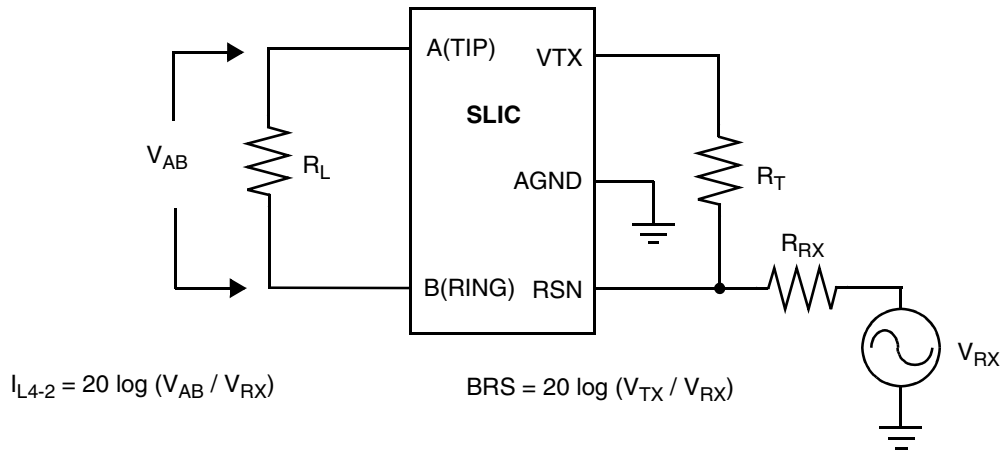 A(TIP)
VTX
SLIC
V_AB
R_L
AGND
R_T
R_RX
B(RING)
RSN
V_RX
I_L4-2 = 20 log (V_AB / V_RX)
BRS = 20 log (V_TX / V_RX)